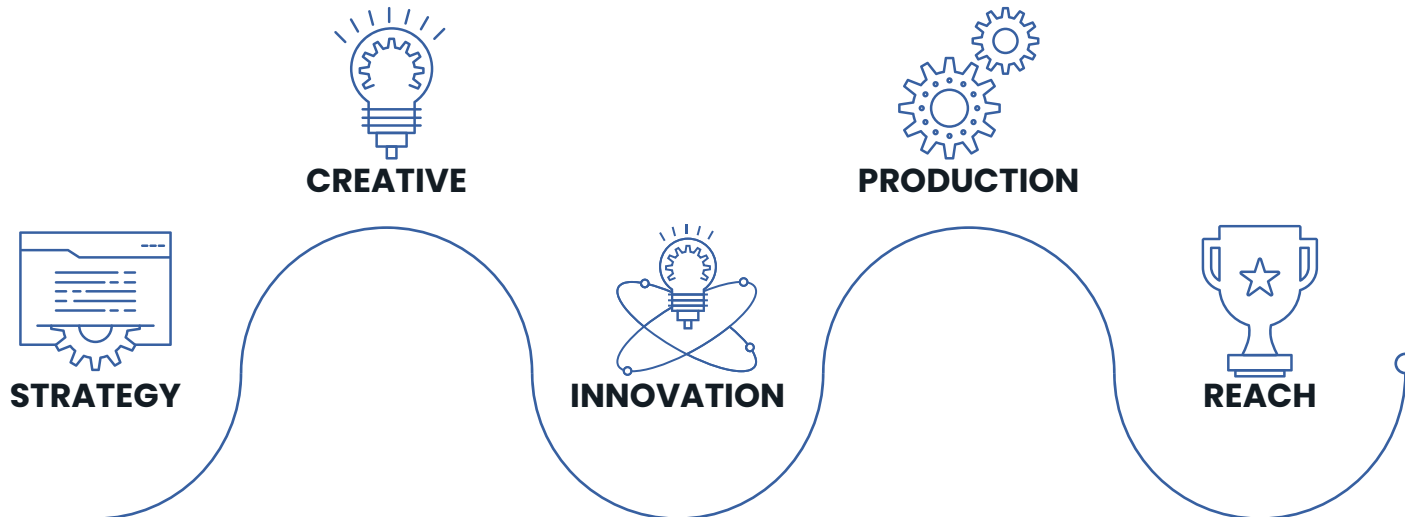 STRATEGY
CREATIVE
INNOVATION
PRODUCTION
REACH